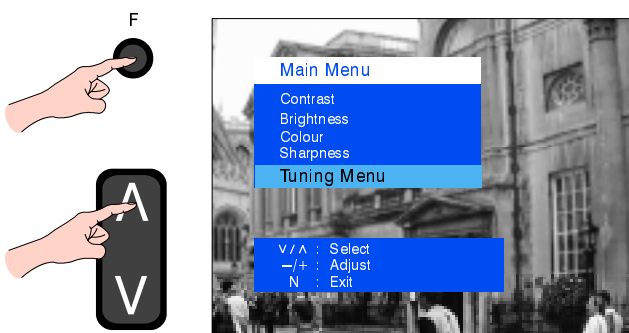 F
Main Menu
Contrast
Brightness
Colour
Sharpness
Tuning Menu
∨/∧ : Select
−/+ : Adjust
N : Exit